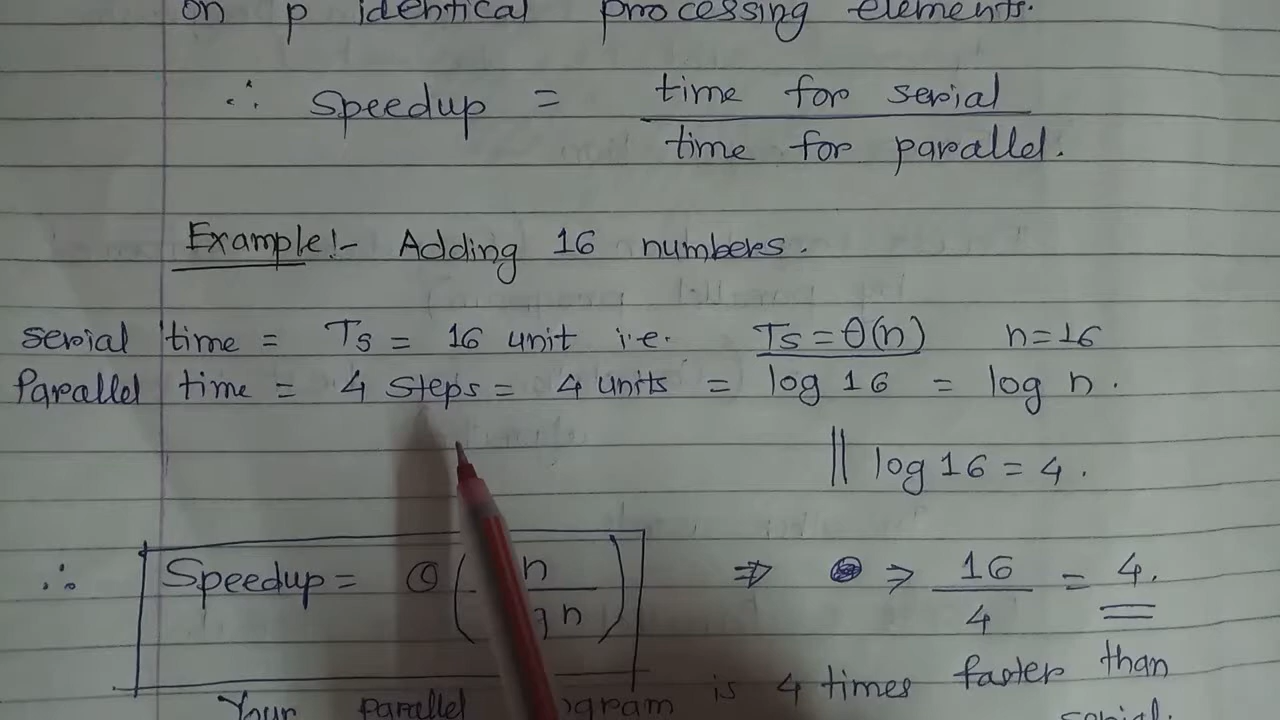 on p identical processing elements.
∴ Speedup = time for serial
time for parallel.
Example:- Adding 16 numbers.
serial time = Ts = 16 unit i.e. Ts = θ(n) n=16
Parallel time = 4 steps = 4 units = log 16 = log n.
|| log 16 = 4.
∴ Speedup = Θ ( n ) ⇒ ⇒ 16 = 4.
g n 4
Your parallel ogram is 4 times faster than
serial.